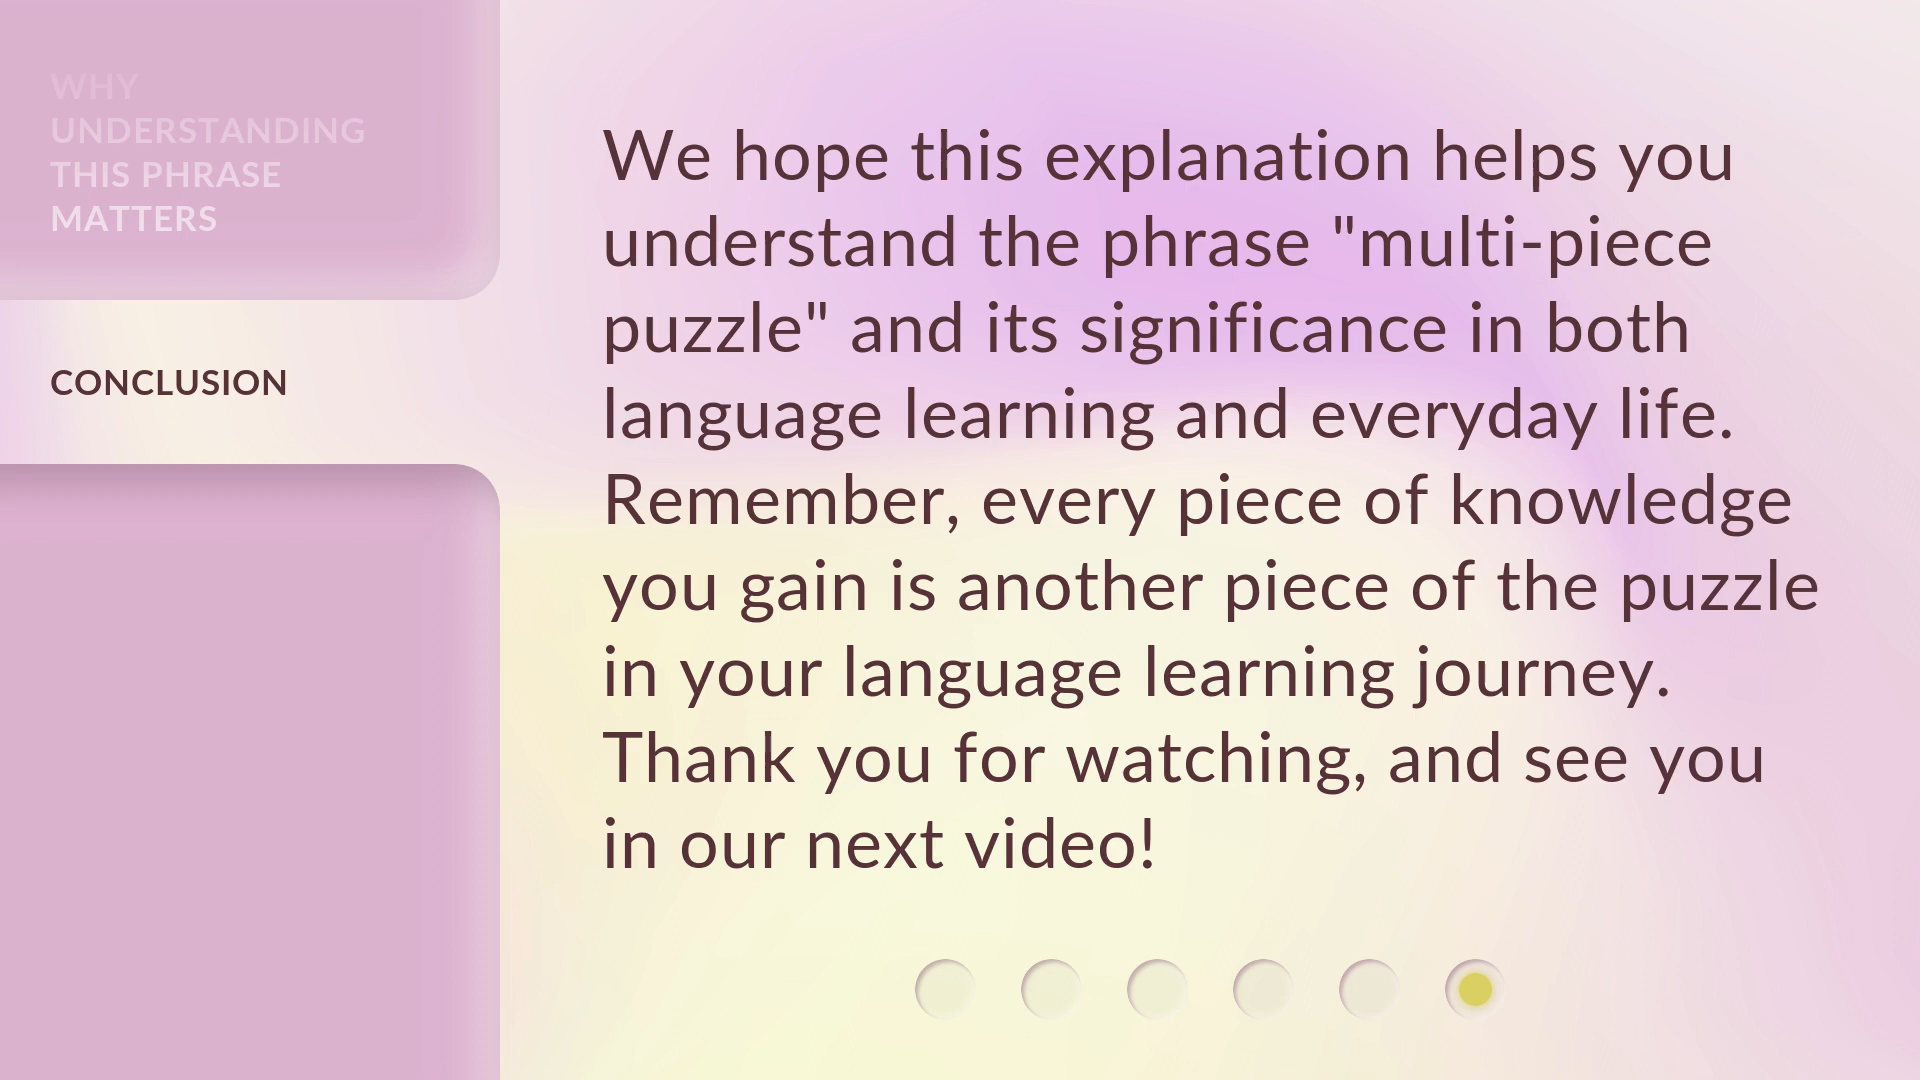 WHY
UNDERSTANDING
THIS PHRASE
MATTERS
CONCLUSION
We hope this explanation helps you
understand the phrase "multi-piece
puzzle" and its significance in both
language learning and everyday life.
Remember, every piece of knowledge
you gain is another piece of the puzzle
in your language learning journey.
Thank you for watching, and see you
in our next video!